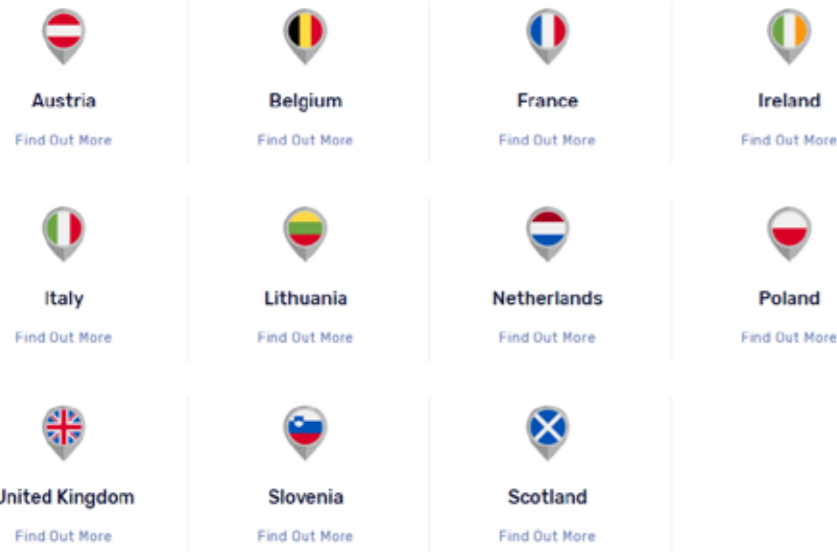 Austria
Belgium
France
Ireland
Find Out More
Find Out More
Find Out More
Find Out More
Italy
Lithuania
Netherlands
Poland
Find Out More
Find Out More
Find Out More
Find Out More
United Kingdom
Slovenia
Scotland
Find Out More
Find Out More
Find Out More